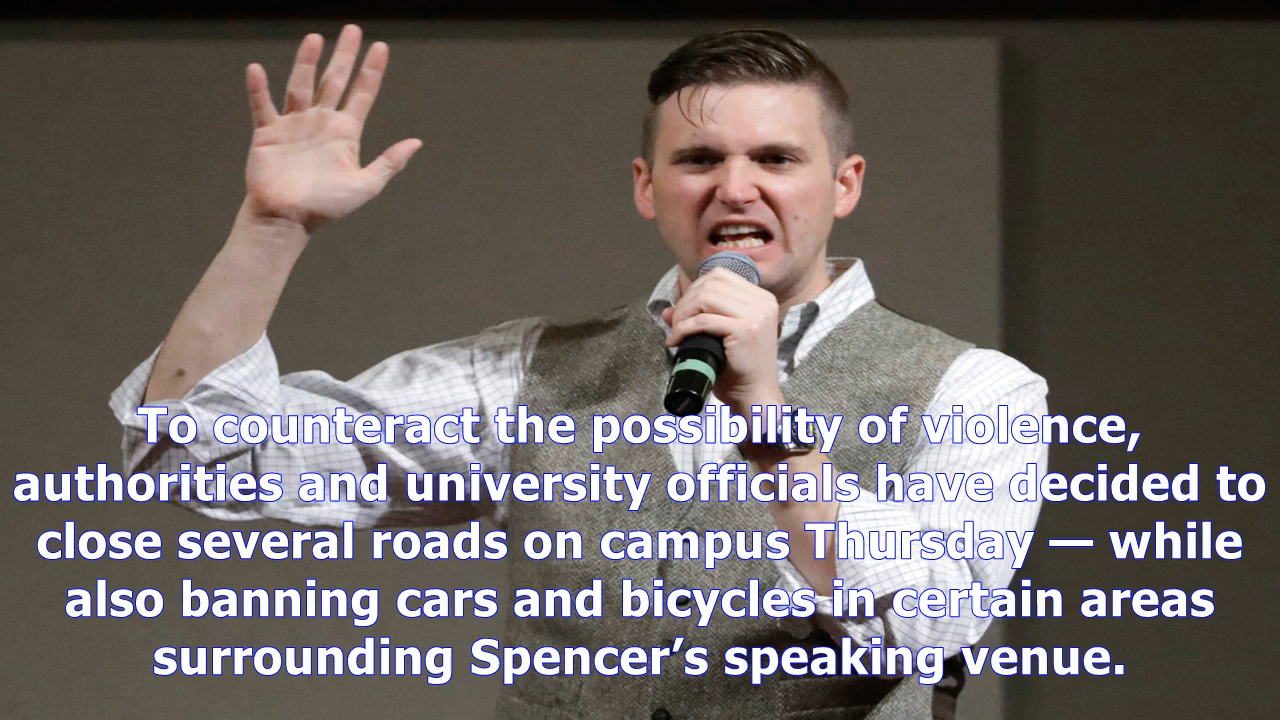 To counteract the possibility of violence,
authorities and university officials have decided to
close several roads on campus Thursday — while
also banning cars and bicycles in certain areas
surrounding Spencer’s speaking venue.